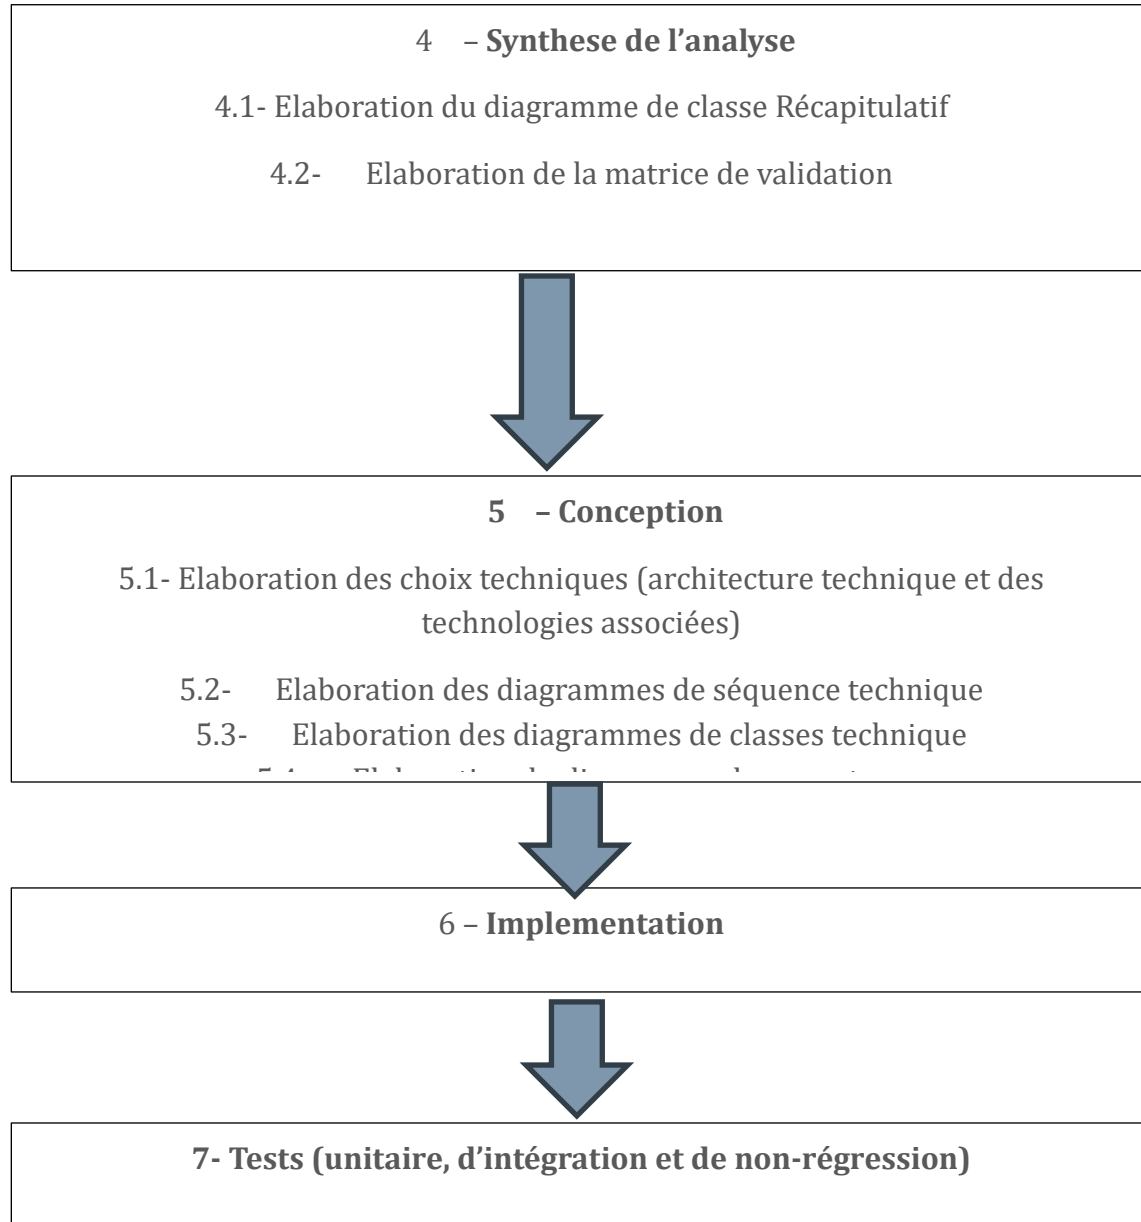 4 – Synthese de l’analyse
4.1- Elaboration du diagramme de classe Récapitulatif
4.2- Elaboration de la matrice de validation
5 – Conception
5.1- Elaboration des choix techniques (architecture technique et des
technologies associées)
5.2- Elaboration des diagrammes de séquence technique
5.3- Elaboration des diagrammes de classes technique
6 – Implementation
7- Tests (unitaire, d’intégration et de non-régression)